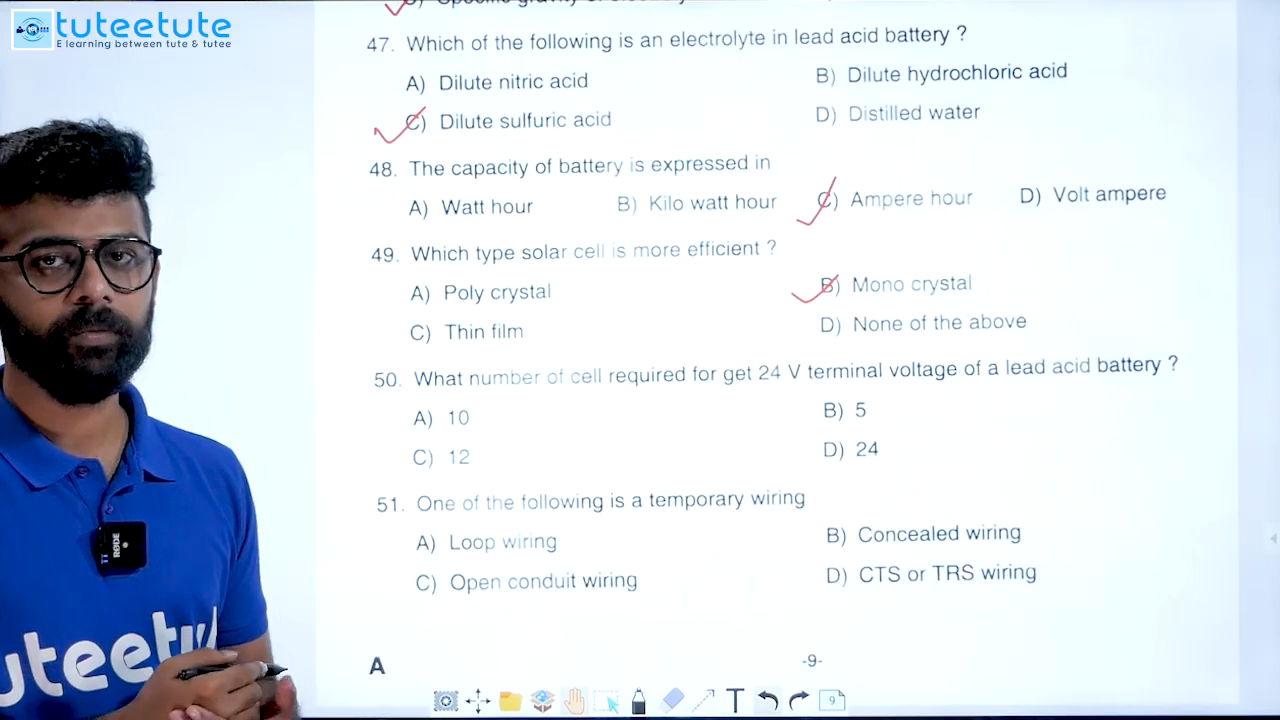 tuteetute
E learning between tute & tutee
47. Which of the following is an electrolyte in lead acid battery ?
A) Dilute nitric acid B) Dilute hydrochloric acid
C) Dilute sulfuric acid D) Distilled water
48. The capacity of battery is expressed in
A) Watt hour B) Kilo watt hour C) Ampere hour D) Volt ampere
49. Which type solar cell is more efficient ?
A) Poly crystal B) Mono crystal
C) Thin film D) None of the above
50. What number of cell required for get 24 V terminal voltage of a lead acid battery ?
A) 10 B) 5
C) 12 D) 24
51. One of the following is a temporary wiring
A) Loop wiring B) Concealed wiring
C) Open conduit wiring D) CTS or TRS wiring
RØDE
uteetu
A -9-
T 9